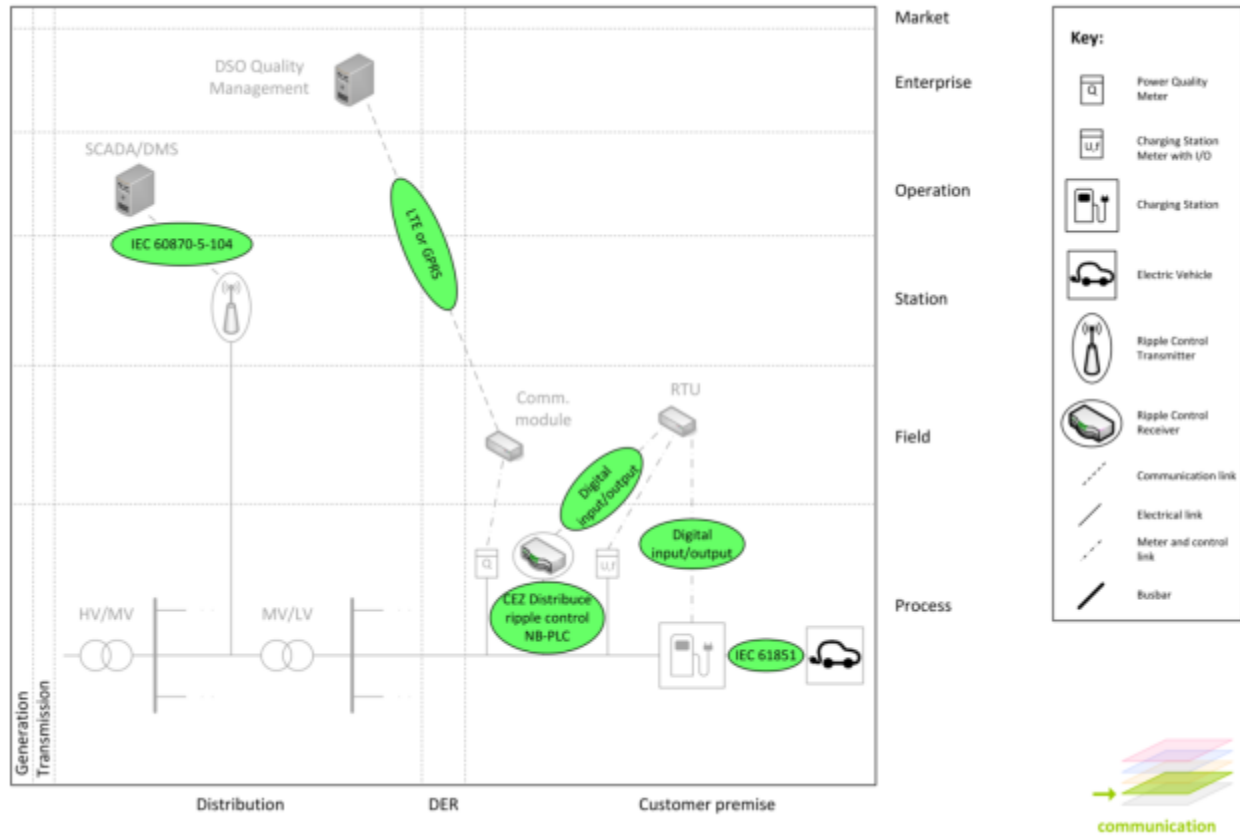 Market
Enterprise
Operation
Station
Field
Process
DSO Quality
Management
SCADA/DMS
IEC 60870-5-104
LTE or GPRS
Comm.
module
RTU
Digital
input/output
Digital
input/output
Q
U,f
CEZ Distribuce
ripple control
NB-PLC
HV/MV
MV/LV
IEC 61851
Generation
Transmission
Distribution
DER
Customer premise
Key:
Q
Power Quality
Meter
U,f
Charging Station
Meter with I/O
Charging Station
Electric Vehicle
Ripple Control
Transmitter
Ripple Control
Receiver
Communication link
Electrical link
Meter and control
link
Busbar
communication